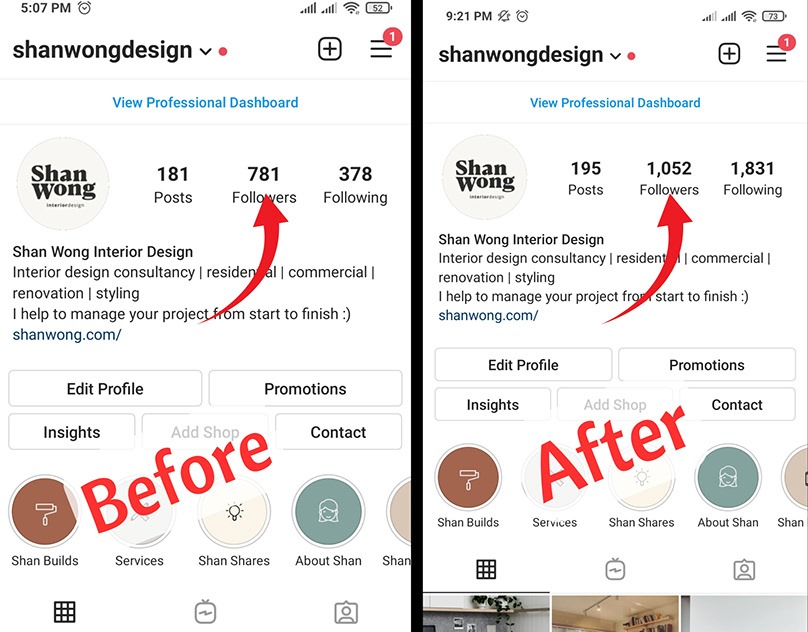 5:07 PM
52
shanwongdesign
1
View Professional Dashboard
Shan
Wong
interiordesign
181
Posts
781
Followers
378
Following
Shan Wong Interior Design
Interior design consultancy | residential | commercial |
renovation | styling
I help to manage your project from start to finish :)
shanwong.com/
Edit Profile
Promotions
Insights
Add Shop
Contact
Before
Shan Builds
Services
Shan Shares
About Shan
Shan
9:21 PM
73
shanwongdesign
1
View Professional Dashboard
Shan
Wong
interiordesign
195
Posts
1,052
Followers
1,831
Following
Shan Wong Interior Design
Interior design consultancy | residential | commercial |
renovation | styling
I help to manage your project from start to finish :)
shanwong.com/
Edit Profile
Promotions
Insights
Add Shop
Contact
After
Shan Builds
Services
Shan Shares
About Shan
Shan